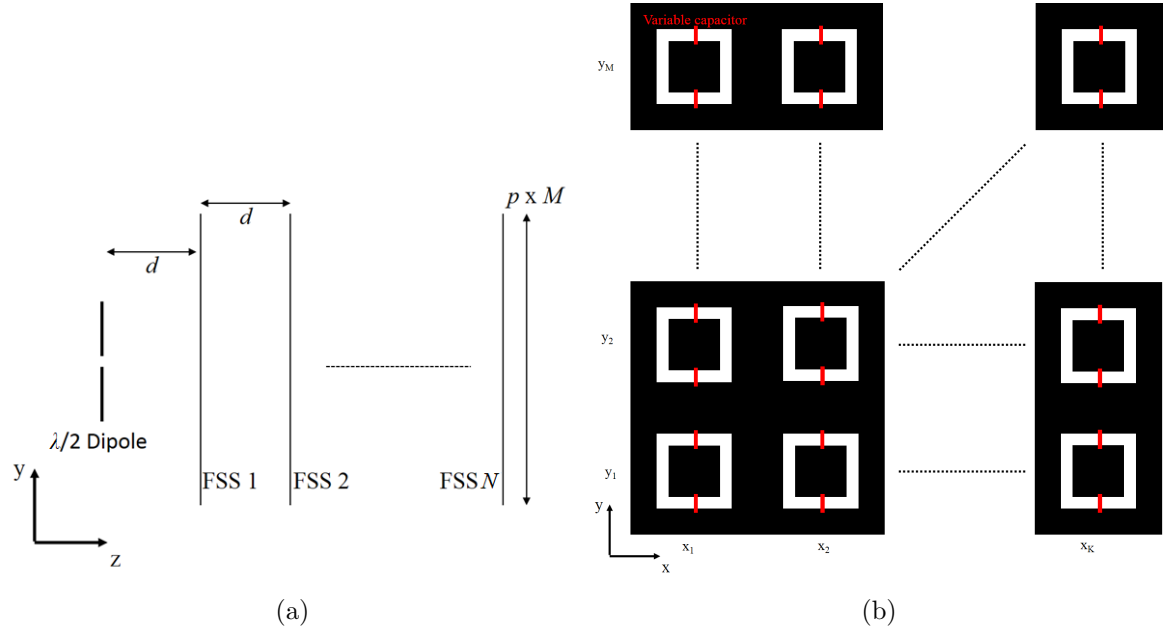 d
p x M
d
λ/2 Dipole
y
FSS 1
FSS 2
FSS N
z
(a)
Variable capacitor
y_M
y_2
y_1
y
x
x_1
x_2
x_K
(b)